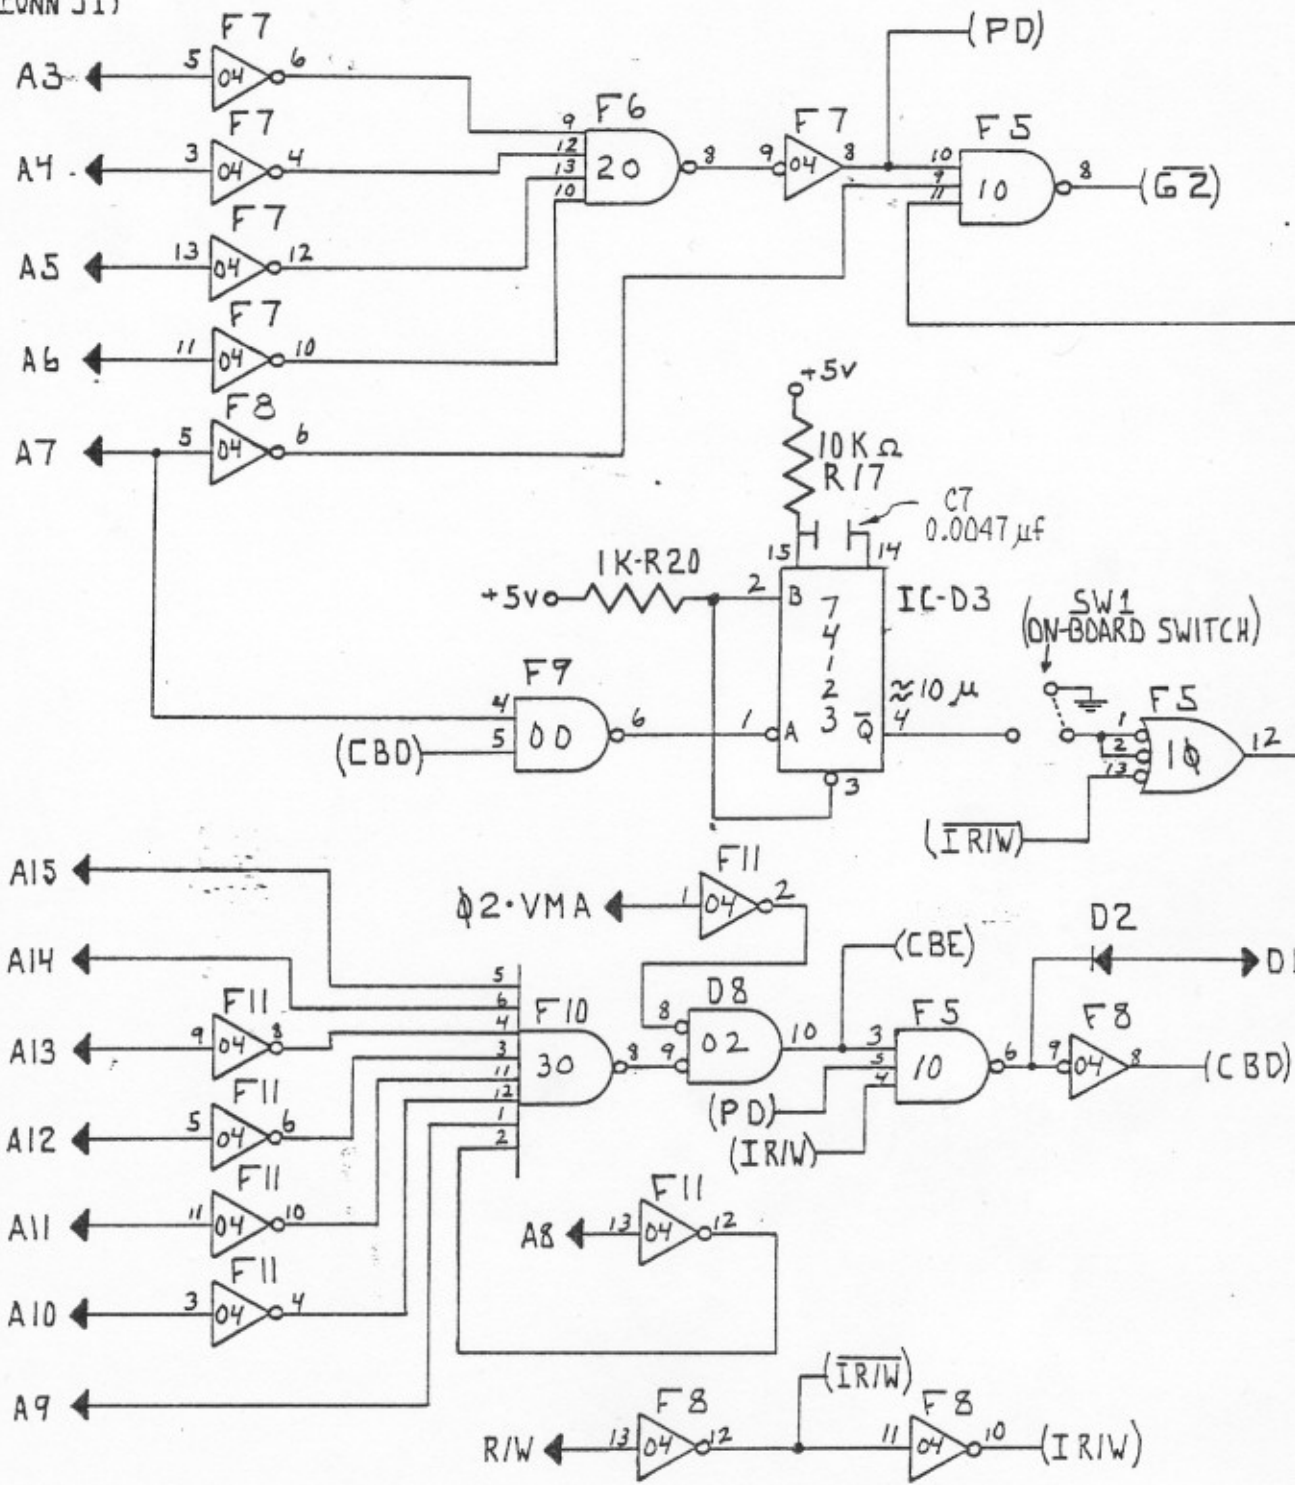 F7
(PD)
A3 5 04 6
F7 F6 F7 F5
A4 3 04 4
9 12 13 10 20 8
9 04 8
10 9 11 10 8 (G̅2̅)
F7
A5 13 04 12
F7
A6 11 04 10
F8
A7 5 04 6
+5v
10KΩ
R17
C7
0.0047µf
15 14
1K-R20
+5v 2 B
7
4
1
2
3
IC-D3
SW1
(ON-BOARD SWITCH)
≈10µ
F9
4
5 00 6
(CBD)
1 A Q̅ 4
3
F5
1
2
13 10 12
(I̅R̅/̅W̅)
A15
F11
Φ2·VMA 1 04 2
(CBE)
D2
A14
5
6
4
3
11
12
1
2
F10
30 8
D8
8
9 02 10
F5
3
5
4 10 6
F8
9 04 8 (CBD)
D1
F11
A13 9 04 8
(PD)
(IR/W)
F11
A12 5 04 6
F11
A11 11 04 10
F11
A8 13 04 12
F11
A10 3 04 4
A9
(I̅R̅/̅W̅)
F8 F8
R/W 13 04 12 11 04 10 (IR/W)